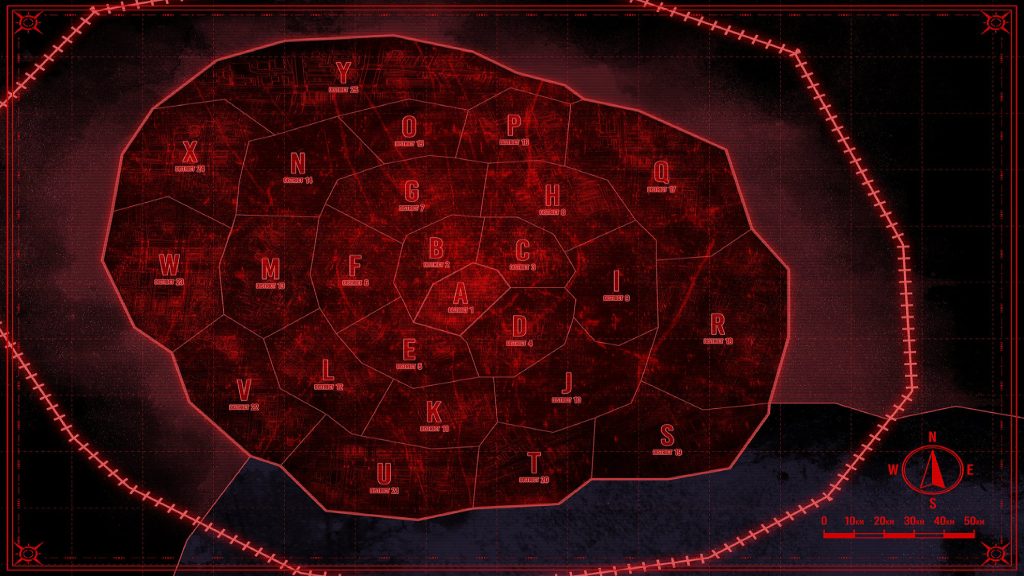 Y
DISTRICT 25
O
DISTRICT 15
P
DISTRICT 16
X
DISTRICT 24
N
DISTRICT 14
Q
DISTRICT 17
G
DISTRICT 7
H
DISTRICT 8
B
DISTRICT 2
C
DISTRICT 3
W
DISTRICT 23
M
DISTRICT 13
F
DISTRICT 6
I
DISTRICT 9
A
DISTRICT 1
D
DISTRICT 4
R
DISTRICT 18
E
DISTRICT 5
L
DISTRICT 12
J
DISTRICT 10
V
DISTRICT 22
K
DISTRICT 11
S
DISTRICT 19
T
DISTRICT 20
U
DISTRICT 21
N
W E
S
0 10KM 20KM 30KM 40KM 50KM